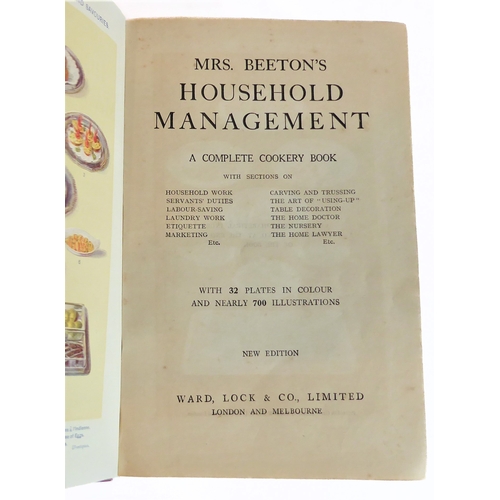 MRS. BEETON'S
HOUSEHOLD
MANAGEMENT
A COMPLETE COOKERY BOOK
WITH SECTIONS ON
HOUSEHOLD WORK
SERVANTS' DUTIES
LABOUR-SAVING
LAUNDRY WORK
ETIQUETTE
MARKETING
Etc.
CARVING AND TRUSSING
THE ART OF "USING-UP"
TABLE DECORATION
THE HOME DOCTOR
THE NURSERY
THE HOME LAWYER
Etc.
WITH 32 PLATES IN COLOUR
AND NEARLY 700 ILLUSTRATIONS
NEW EDITION
WARD, LOCK & CO., LIMITED
LONDON AND MELBOURNE